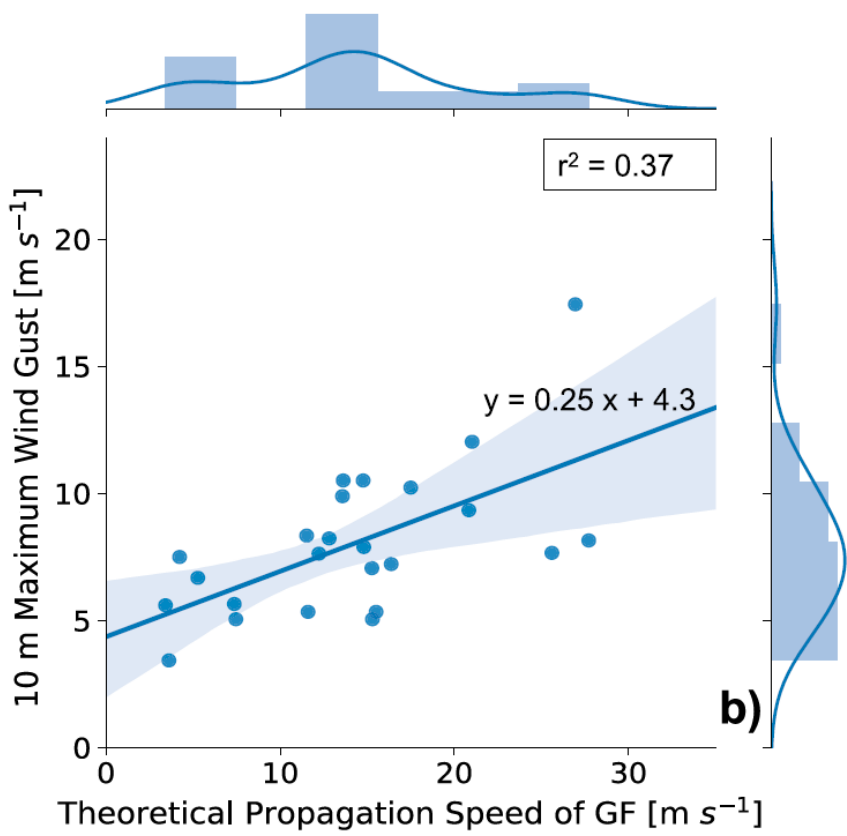 r² = 0.37
20
15
y = 0.25 x + 4.3
10
5
0
10 m Maximum Wind Gust [m s⁻¹]
b)
0 10 20 30
Theoretical Propagation Speed of GF [m s⁻¹]